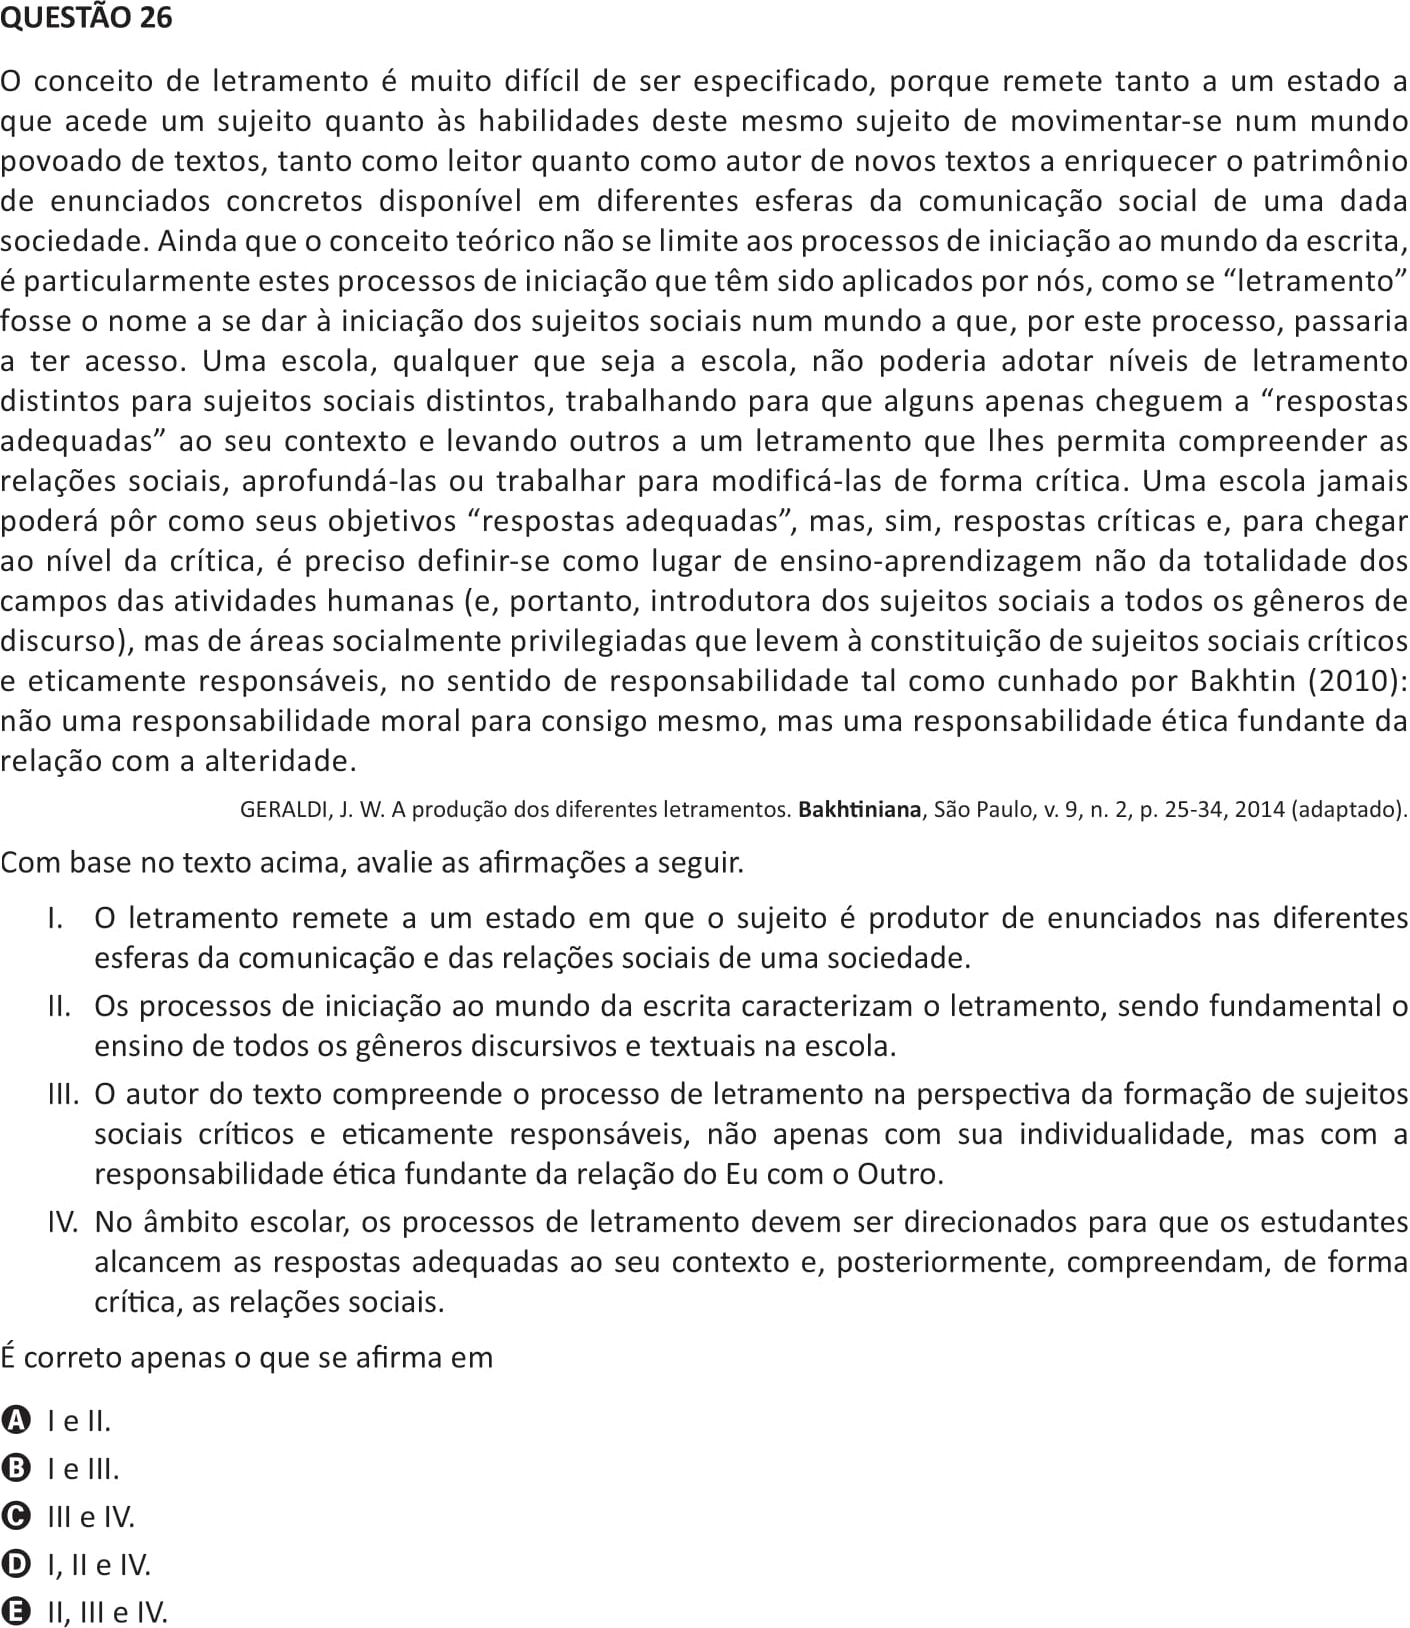 QUESTÃO 26
O conceito de letramento é muito difícil de ser especificado, porque remete tanto a um estado a
que acede um sujeito quanto às habilidades deste mesmo sujeito de movimentar-se num mundo
povoado de textos, tanto como leitor quanto como autor de novos textos a enriquecer o patrimônio
de enunciados concretos disponível em diferentes esferas da comunicação social de uma dada
sociedade. Ainda que o conceito teórico não se limite aos processos de iniciação ao mundo da escrita,
é particularmente estes processos de iniciação que têm sido aplicados por nós, como se “letramento”
fosse o nome a se dar à iniciação dos sujeitos sociais num mundo a que, por este processo, passaria
a ter acesso. Uma escola, qualquer que seja a escola, não poderia adotar níveis de letramento
distintos para sujeitos sociais distintos, trabalhando para que alguns apenas cheguem a “respostas
adequadas” ao seu contexto e levando outros a um letramento que lhes permita compreender as
relações sociais, aprofundá-las ou trabalhar para modificá-las de forma crítica. Uma escola jamais
poderá pôr como seus objetivos “respostas adequadas”, mas, sim, respostas críticas e, para chegar
ao nível da crítica, é preciso definir-se como lugar de ensino-aprendizagem não da totalidade dos
campos das atividades humanas (e, portanto, introdutora dos sujeitos sociais a todos os gêneros de
discurso), mas de áreas socialmente privilegiadas que levem à constituição de sujeitos sociais críticos
e eticamente responsáveis, no sentido de responsabilidade tal como cunhado por Bakhtin (2010):
não uma responsabilidade moral para consigo mesmo, mas uma responsabilidade ética fundante da
relação com a alteridade.
GERALDI, J. W. A produção dos diferentes letramentos. Bakhtiniana, São Paulo, v. 9, n. 2, p. 25-34, 2014 (adaptado).
Com base no texto acima, avalie as afirmações a seguir.
I. O letramento remete a um estado em que o sujeito é produtor de enunciados nas diferentes
esferas da comunicação e das relações sociais de uma sociedade.
II. Os processos de iniciação ao mundo da escrita caracterizam o letramento, sendo fundamental o
ensino de todos os gêneros discursivos e textuais na escola.
III. O autor do texto compreende o processo de letramento na perspectiva da formação de sujeitos
sociais críticos e eticamente responsáveis, não apenas com sua individualidade, mas com a
responsabilidade ética fundante da relação do Eu com o Outro.
IV. No âmbito escolar, os processos de letramento devem ser direcionados para que os estudantes
alcancem as respostas adequadas ao seu contexto e, posteriormente, compreendam, de forma
crítica, as relações sociais.
É correto apenas o que se afirma em
A I e II.
B I e III.
C III e IV.
D I, II e IV.
E II, III e IV.